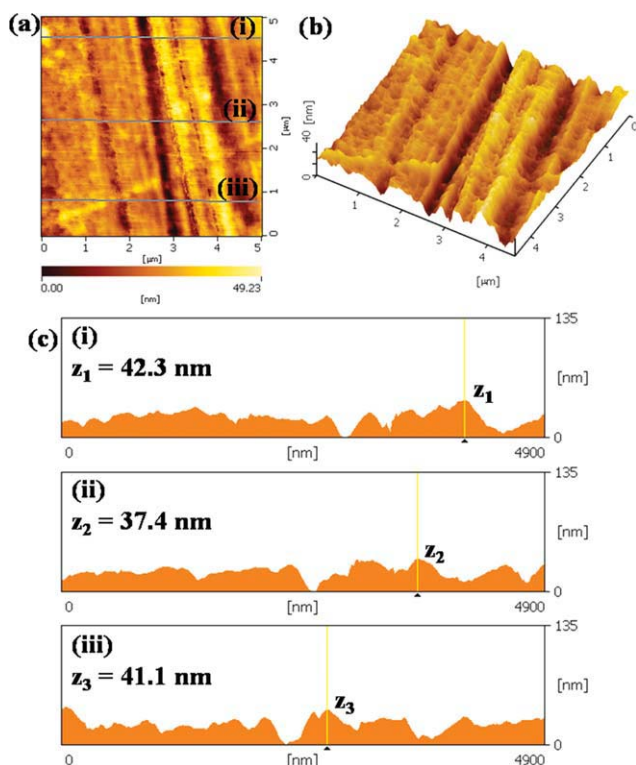 (a)
(i)
(ii)
(iii)
5
4
3
2
1
0
[µm]
0 1 2 3 4 5
[µm]
0.00 49.23
[nm]
(b)
[nm]
40
0
1
2
3
4
[µm]
0
1
2
3
4
(c)
(i)
z1 = 42.3 nm
z1
135
[nm]
0
0 [nm] 4900
(ii)
z2 = 37.4 nm
z2
135
[nm]
0
0 [nm] 4900
(iii)
z3 = 41.1 nm
z3
135
[nm]
0
0 [nm] 4900